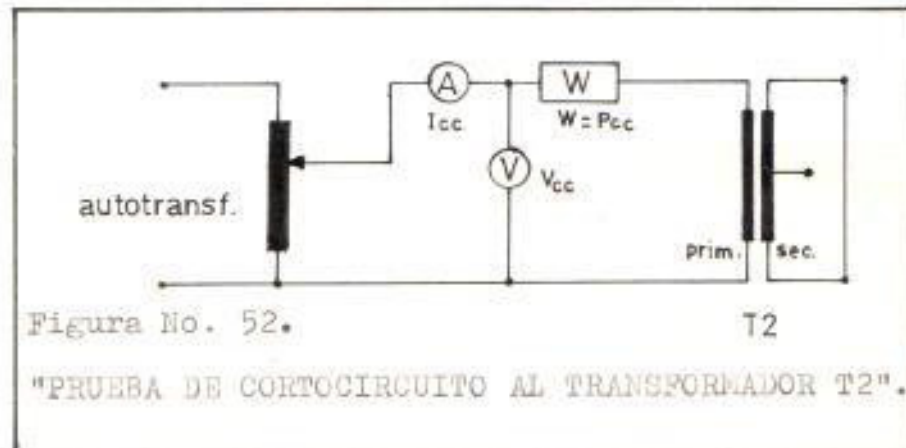 A
W
Icc
W = Pcc
V
Vcc
autotransf.
prim.
sec.
Figura No. 52.
T2
"PRUEBA DE CORTOCIRCUITO AL TRANSFORMADOR T2".